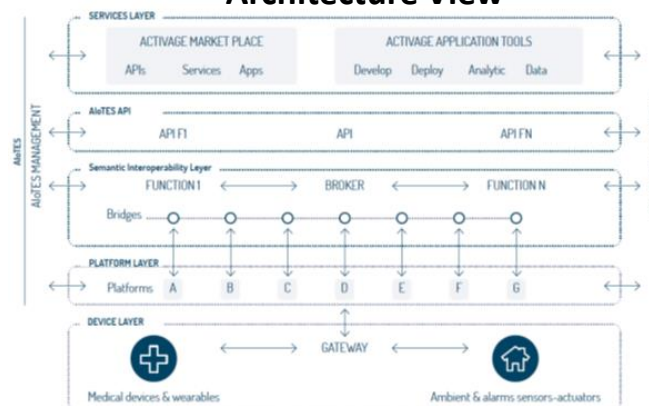 Architecture View
SERVICES LAYER
ACTIVAGE MARKET PLACE
ACTIVAGE APPLICATION TOOLS
APIs Services Apps
Develop Deploy Analytic Data
AIoTES
AIoTES MANAGEMENT
AIoTES API
API F1 API API FN
Semantic Interoperability Layer
FUNCTION 1 BROKER FUNCTION N
Bridges
PLATFORM LAYER
Platforms A B C D E F G
DEVICE LAYER
GATEWAY
Medical devices & wearables
Ambient & alarms sensors-actuators